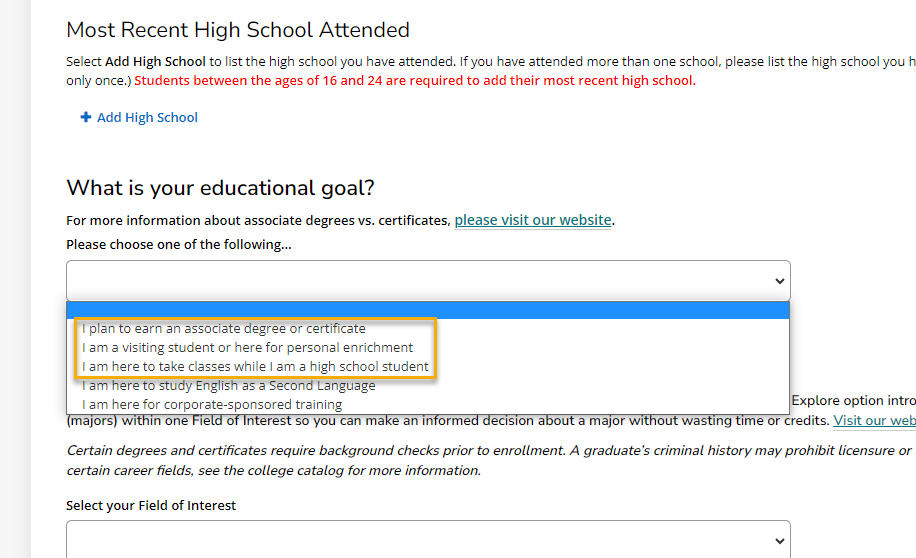 Most Recent High School Attended
Select Add High School to list the high school you have attended. If you have attended more than one school, please list the high school you
only once.) Students between the ages of 16 and 24 are required to add their most recent high school.
+ Add High School
What is your educational goal?
For more information about associate degrees vs. certificates, please visit our website.
Please choose one of the following...
I plan to earn an associate degree or certificate
I am a visiting student or here for personal enrichment
I am here to take classes while I am a high school student
I am here to study English as a Second Language
I am here for corporate-sponsored training
Explore option intro
(majors) within one Field of Interest so you can make an informed decision about a major without wasting time or credits. Visit our web
Certain degrees and certificates require background checks prior to enrollment. A graduate's criminal history may prohibit licensure or
certain career fields, see the college catalog for more information.
Select your Field of Interest